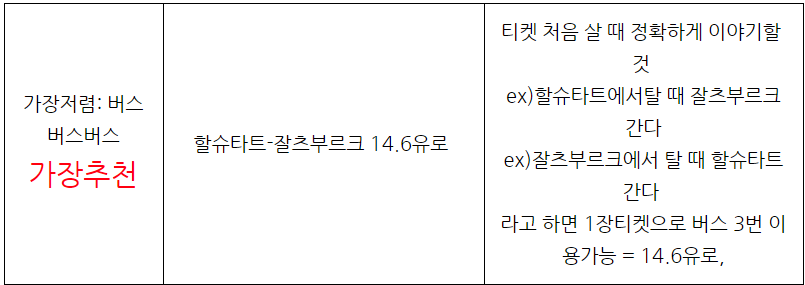 가장저렴: 버스
버스버스
가장추천
할슈타트-잘츠부르크 14.6유로
티켓 처음 살 때 정확하게 이야기할
것
ex)할슈타트에서탈 때 잘츠부르크
간다
ex)잘츠부르크에서 탈 때 할슈타트
간다
라고 하면 1장티켓으로 버스 3번 이
용가능 = 14.6유로,